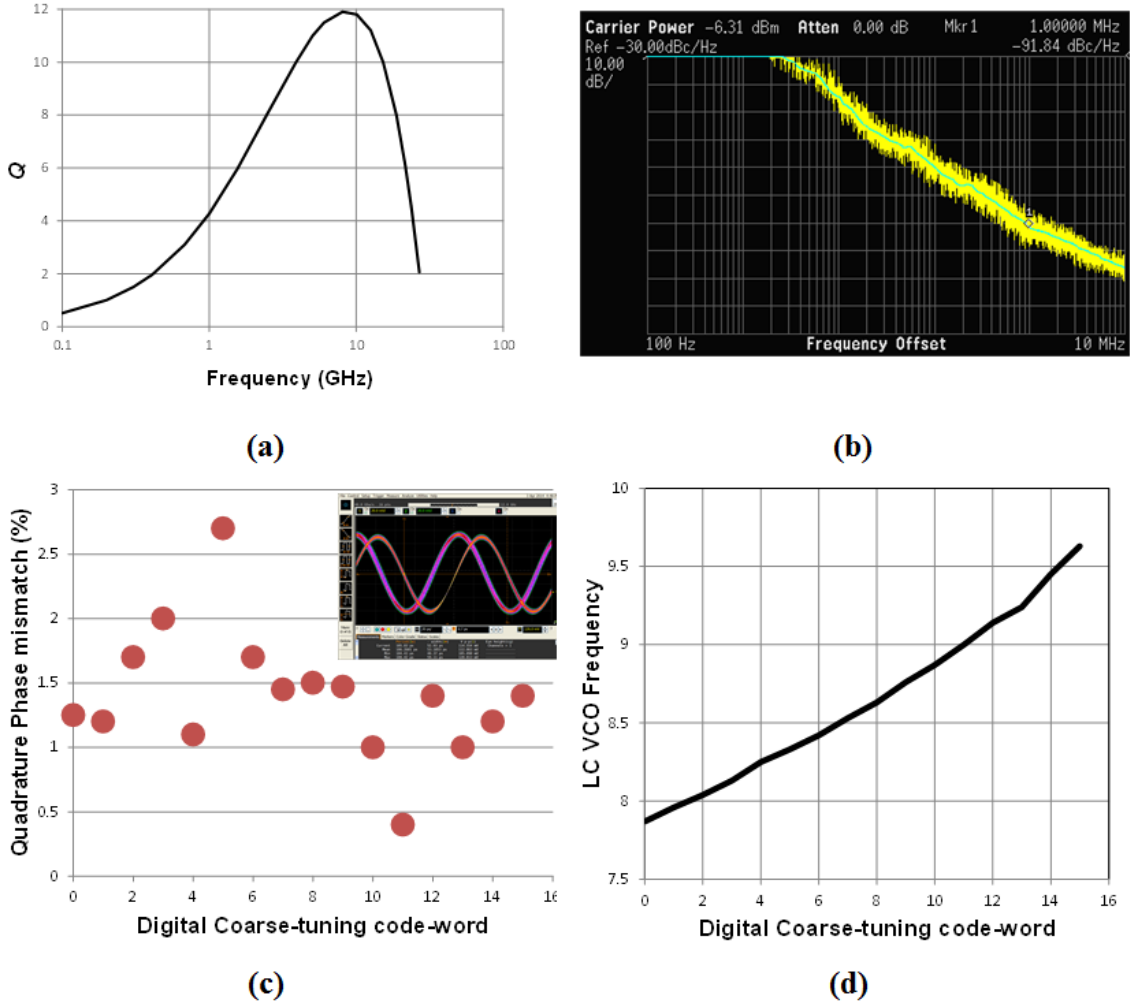 12
10
8
6
4
2
0
Q
0.1
1
10
100
Frequency (GHz)
(a)
Carrier Power -6.31 dBm Atten 0.00 dB Mkr1 1.00000 MHz
Ref -30.00dBc/Hz -91.84 dBc/Hz
10.00
dB/
1
100 Hz Frequency Offset 10 MHz
(b)
3
2.5
2
1.5
1
0.5
0
Quadrature Phase mismatch (%)
0 2 4 6 8 10 12 14 16
Digital Coarse-tuning code-word
(c)
10
9.5
9
8.5
8
7.5
LC VCO Frequency
0 2 4 6 8 10 12 14 16
Digital Coarse-tuning code-word
(d)